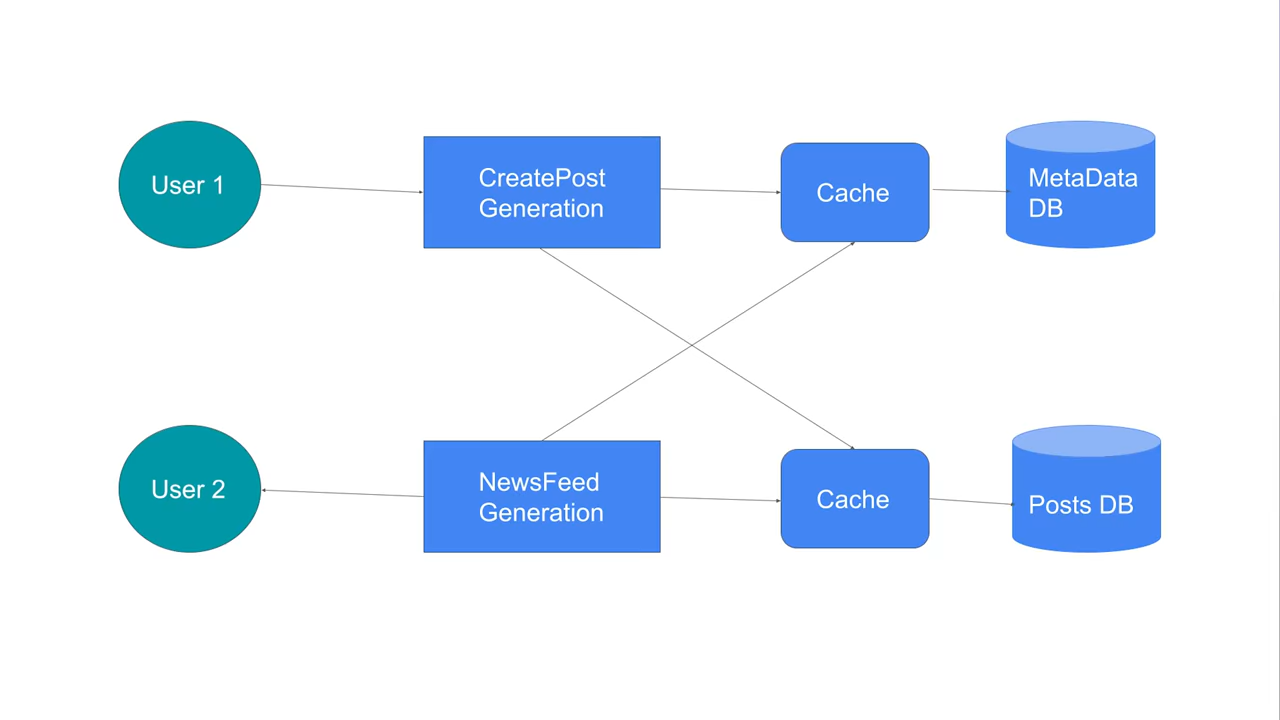 User 1
CreatePost
Generation
Cache
MetaData
DB
User 2
NewsFeed
Generation
Cache
Posts DB